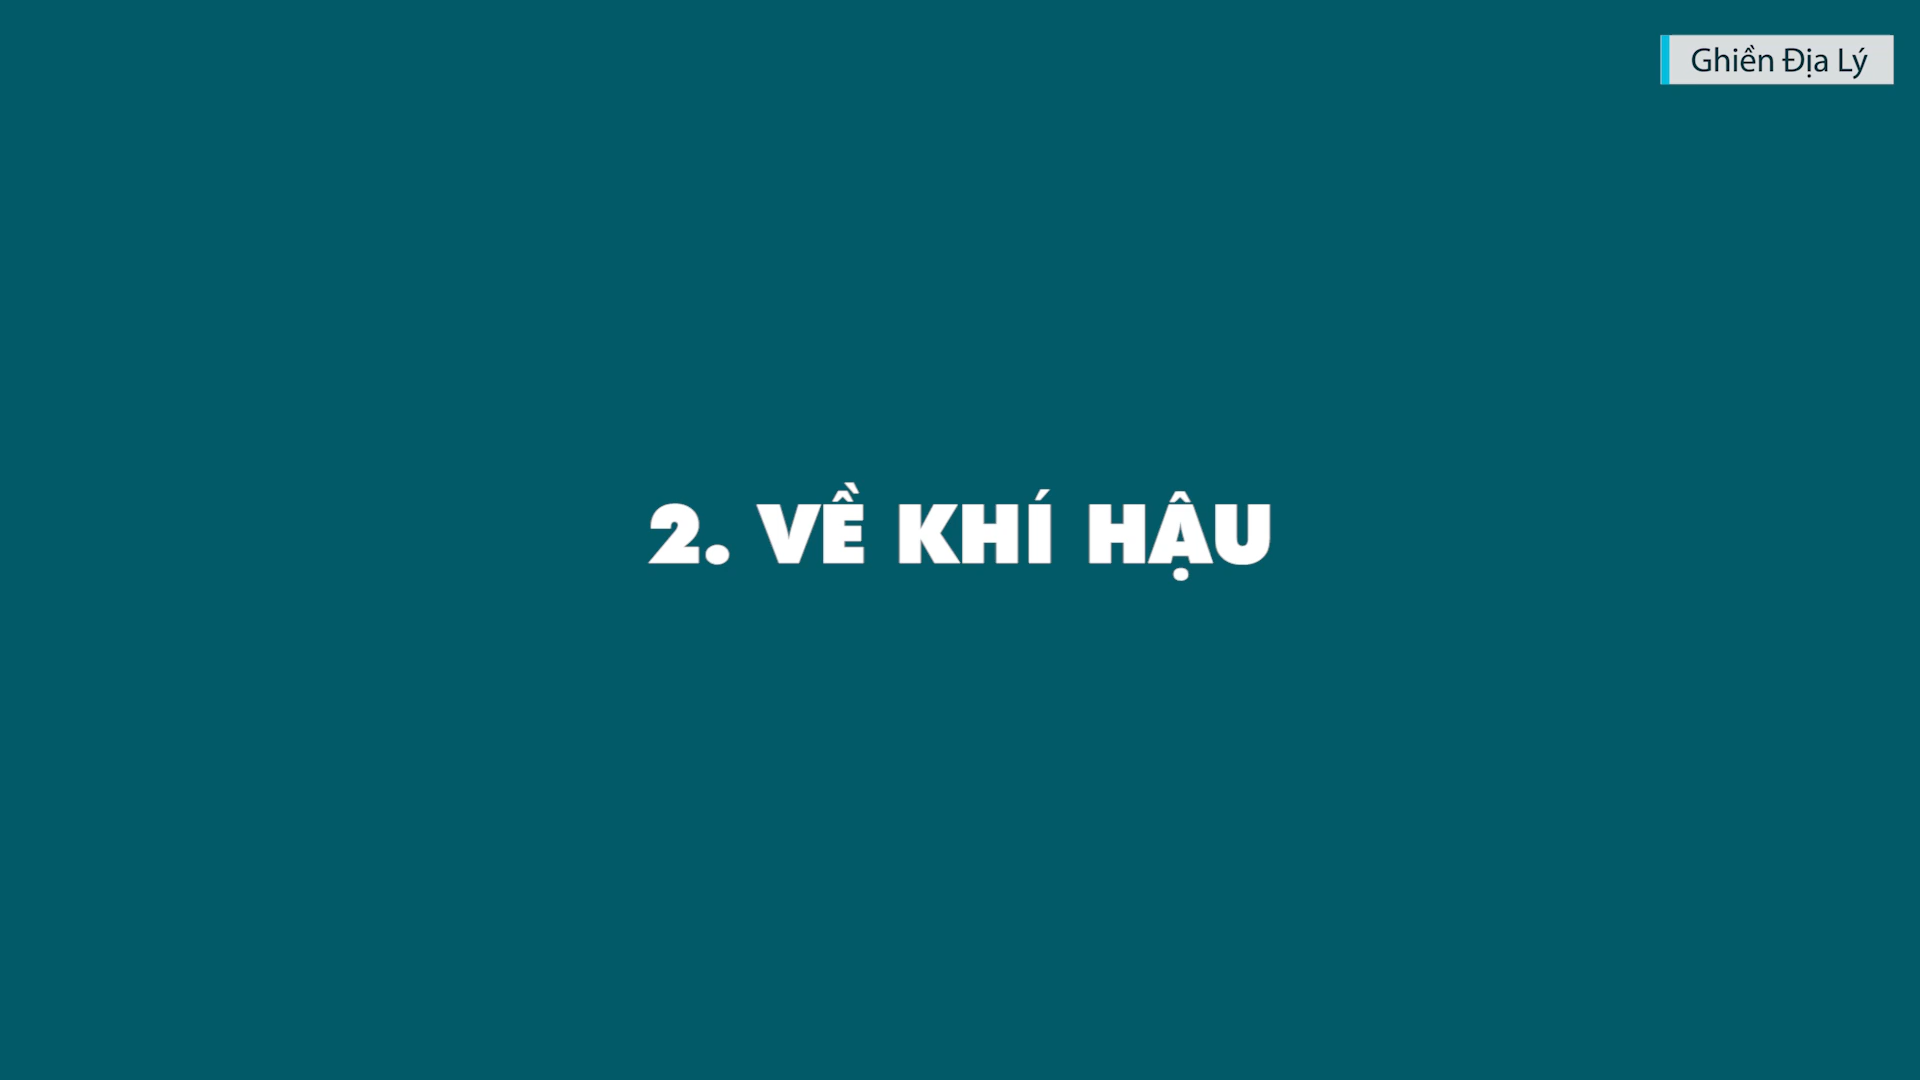 Ghiền Địa Lý
2. VỀ KHÍ HẬU